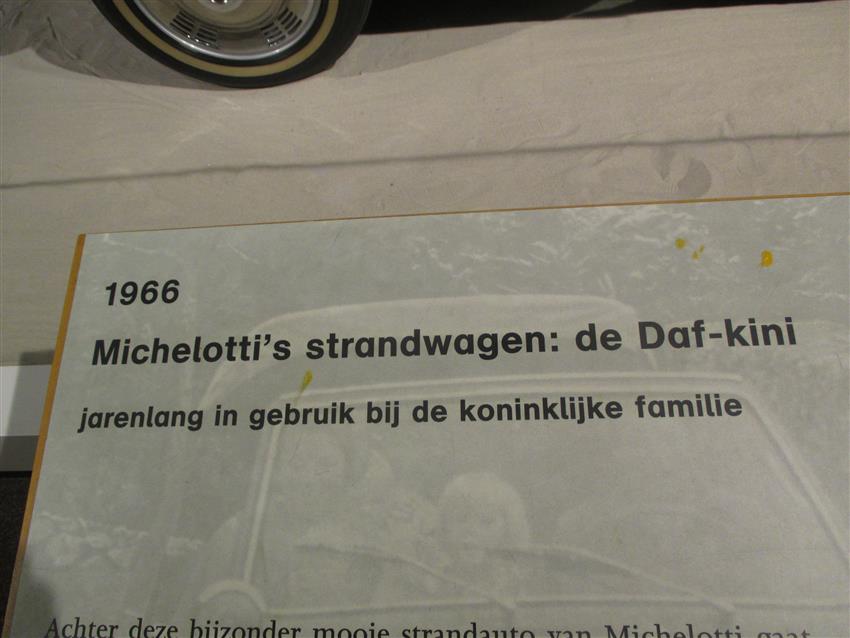 1966
Michelotti's strandwagen: de Daf-kini
jarenlang in gebruik bij de koninklijke familie
Achter deze bijzonder mooie strandauto van Michelotti gaat